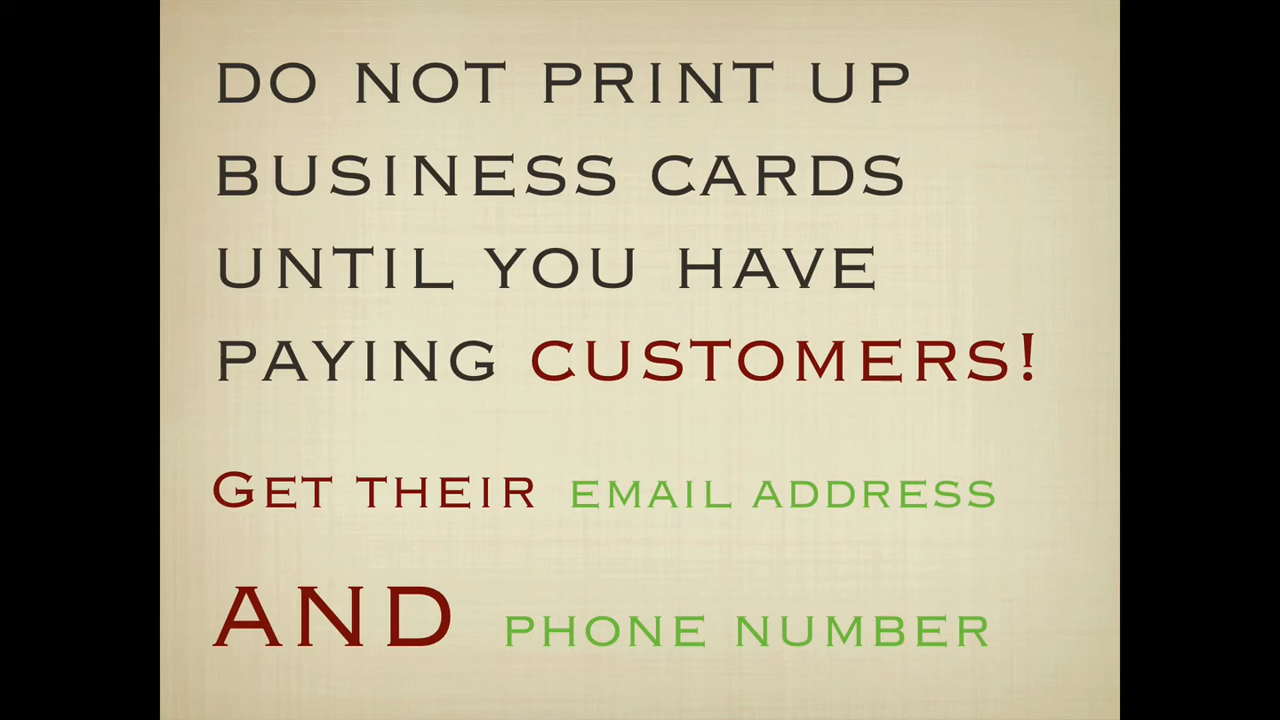 DO NOT PRINT UP
BUSINESS CARDS
UNTIL YOU HAVE
PAYING CUSTOMERS!
GET THEIR EMAIL ADDRESS
AND PHONE NUMBER